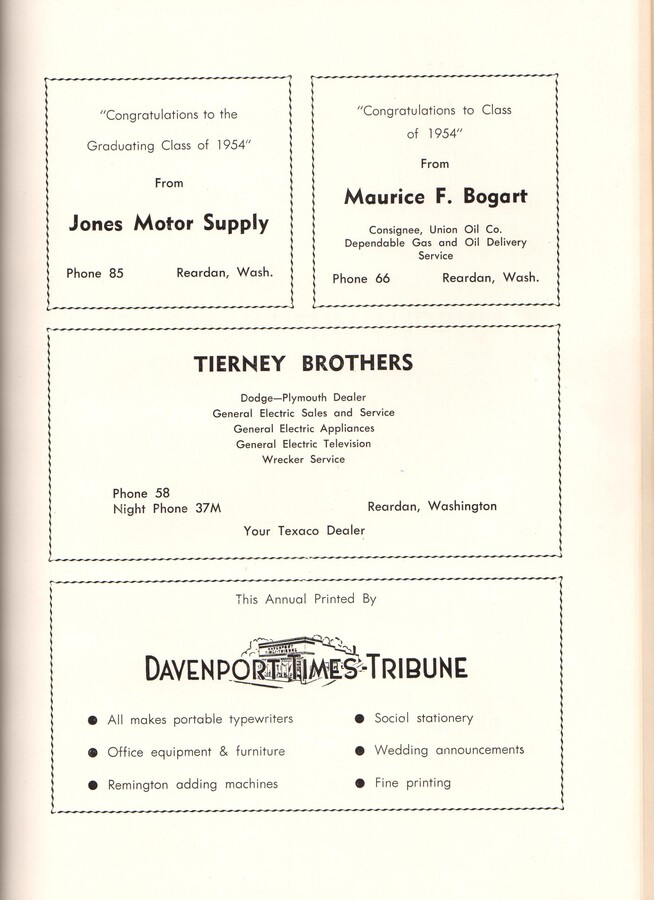 "Congratulations to the
Graduating Class of 1954"
From
Jones Motor Supply
Phone 85 Reardan, Wash.
"Congratulations to Class
of 1954"
From
Maurice F. Bogart
Consignee, Union Oil Co.
Dependable Gas and Oil Delivery
Service
Phone 66 Reardan, Wash.
TIERNEY BROTHERS
Dodge—Plymouth Dealer
General Electric Sales and Service
General Electric Appliances
General Electric Television
Wrecker Service
Phone 58
Night Phone 37M Reardan, Washington
Your Texaco Dealer
This Annual Printed By
DAVENPORT TIMES-TRIBUNE
● All makes portable typewriters
● Office equipment & furniture
● Remington adding machines
● Social stationery
● Wedding announcements
● Fine printing